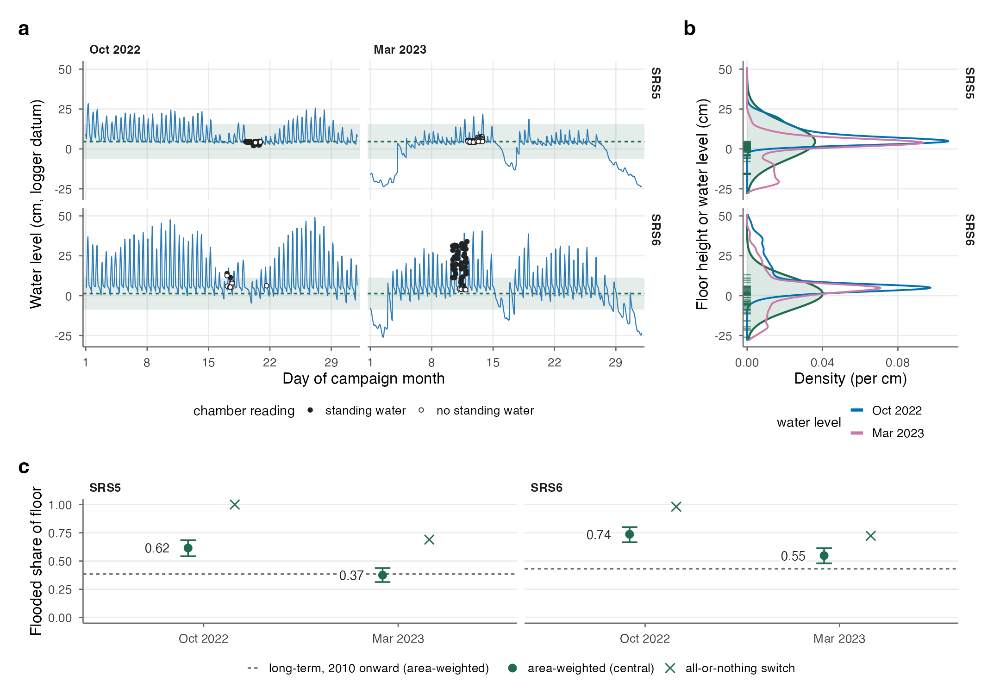 a
Oct 2022
Mar 2023
Water level (cm, logger datum)
50
25
0
-25
SRS5
50
25
0
-25
SRS6
1
8
15
22
29
1
8
15
22
29
Day of campaign month
chamber reading
standing water
no standing water
b
Floor height or water level (cm)
50
25
0
-25
SRS5
50
25
0
-25
SRS6
0.00
0.04
0.08
Density (per cm)
water level
Oct 2022
Mar 2023
c
SRS5
SRS6
Flooded share of floor
1.00
0.75
0.50
0.25
0.00
0.62
0.37
0.74
0.55
Oct 2022
Mar 2023
Oct 2022
Mar 2023
long-term, 2010 onward (area-weighted)
area-weighted (central)
all-or-nothing switch